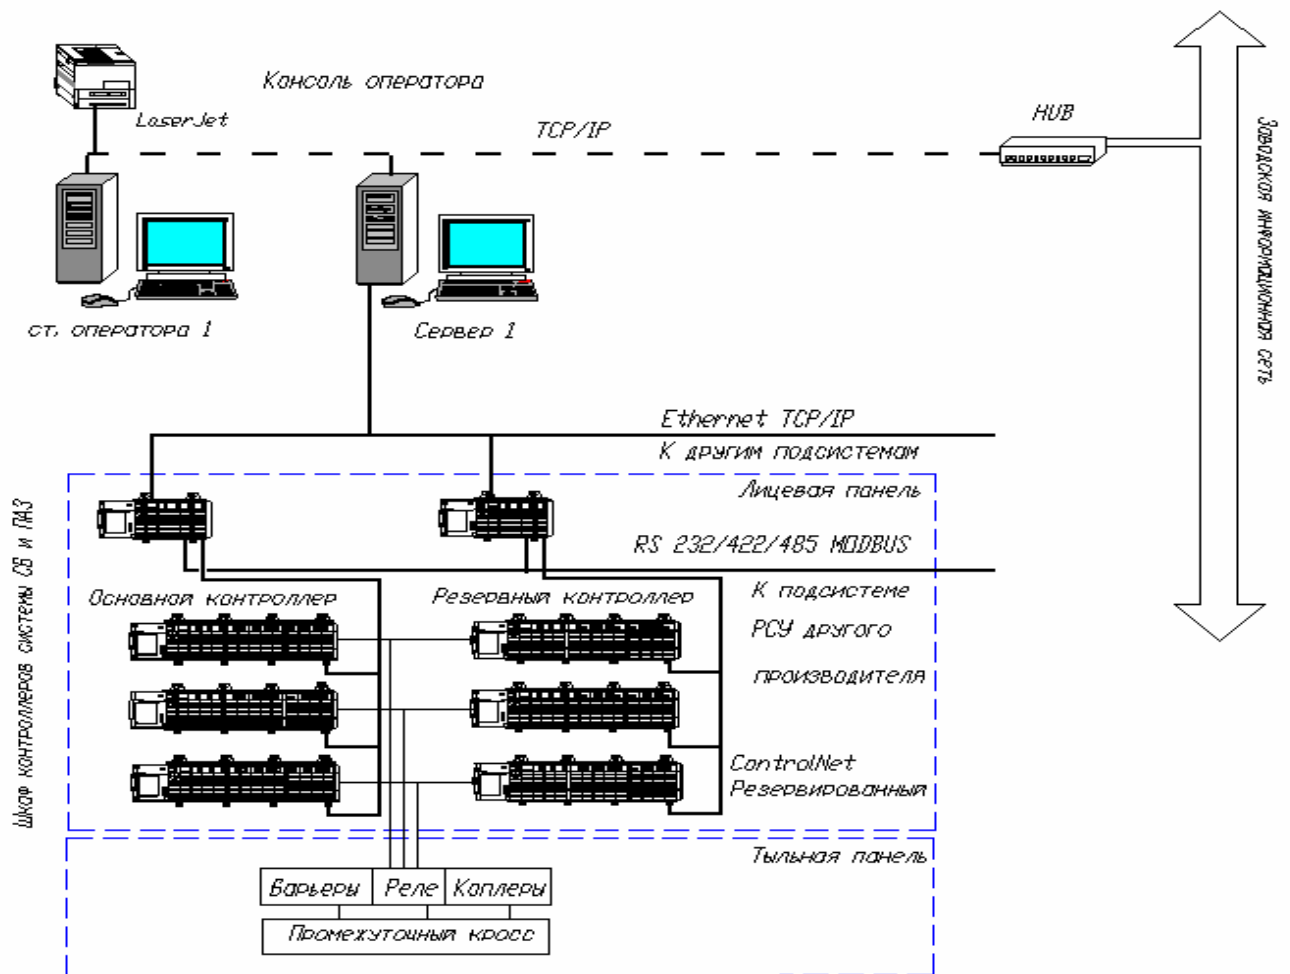 Консоль оператора
LaserJet
TCP/IP
HUB
Заводская информационная сеть
ст. оператора 1
Сервер 1
Ethernet TCP/IP
К другим подсистемам
Лицевая панель
Шкаф контроллеров системы СБ и ПАЗ
RS 232/422/485 MODBUS
Основной контроллер
Резервный контроллер
К подсистеме
РСУ другого
производителя
ControlNet
Резервированный
Тыльная панель
Барьеры
Реле
Каплеры
Промежуточный кросс